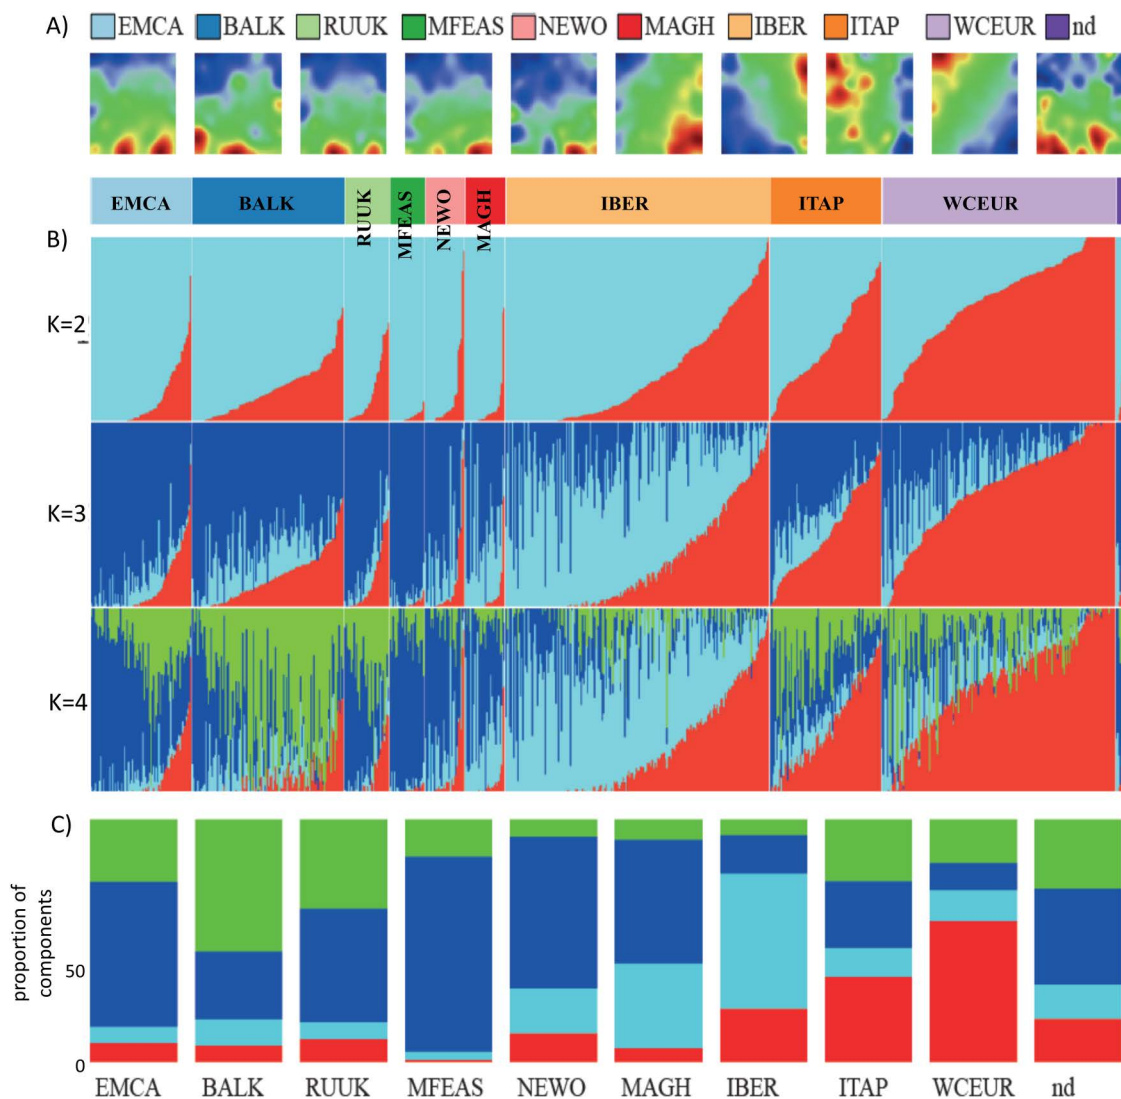 A) EMCA BALK RUUK MFEAS NEWO MAGH IBER ITAP WCEUR nd
EMCA BALK RUUK MFEAS NEWO MAGH IBER ITAP WCEUR
B)
K=2
K=3
K=4
C)
proportion of
components
50
0
EMCA BALK RUUK MFEAS NEWO MAGH IBER ITAP WCEUR nd